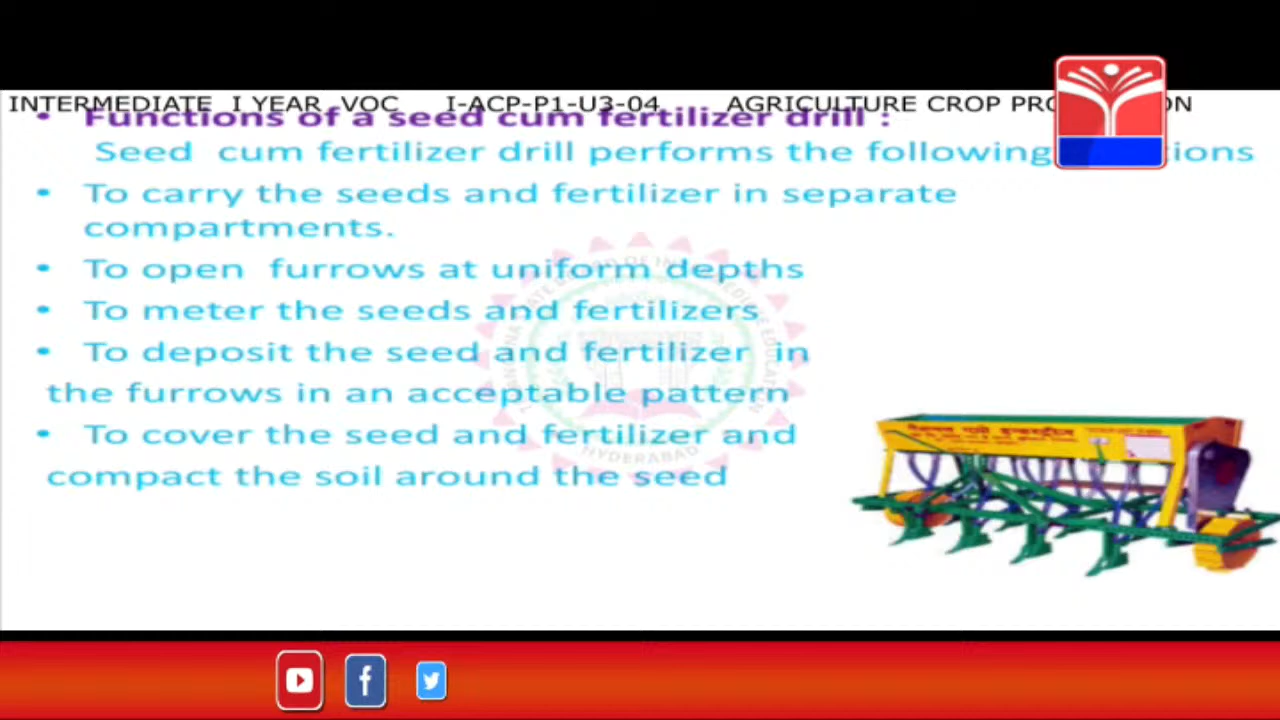 INTERMEDIATE I YEAR VOC I-ACP-P1-U3-04 AGRICULTURE CROP
• Functions of a seed cum fertilizer drill :
Seed cum fertilizer drill performs the following
• To carry the seeds and fertilizer in separate
compartments.
• To open furrows at uniform depths
• To meter the seeds and fertilizers
• To deposit the seed and fertilizer in
the furrows in an acceptable pattern
• To cover the seed and fertilizer and
compact the soil around the seed
HYDERABAD